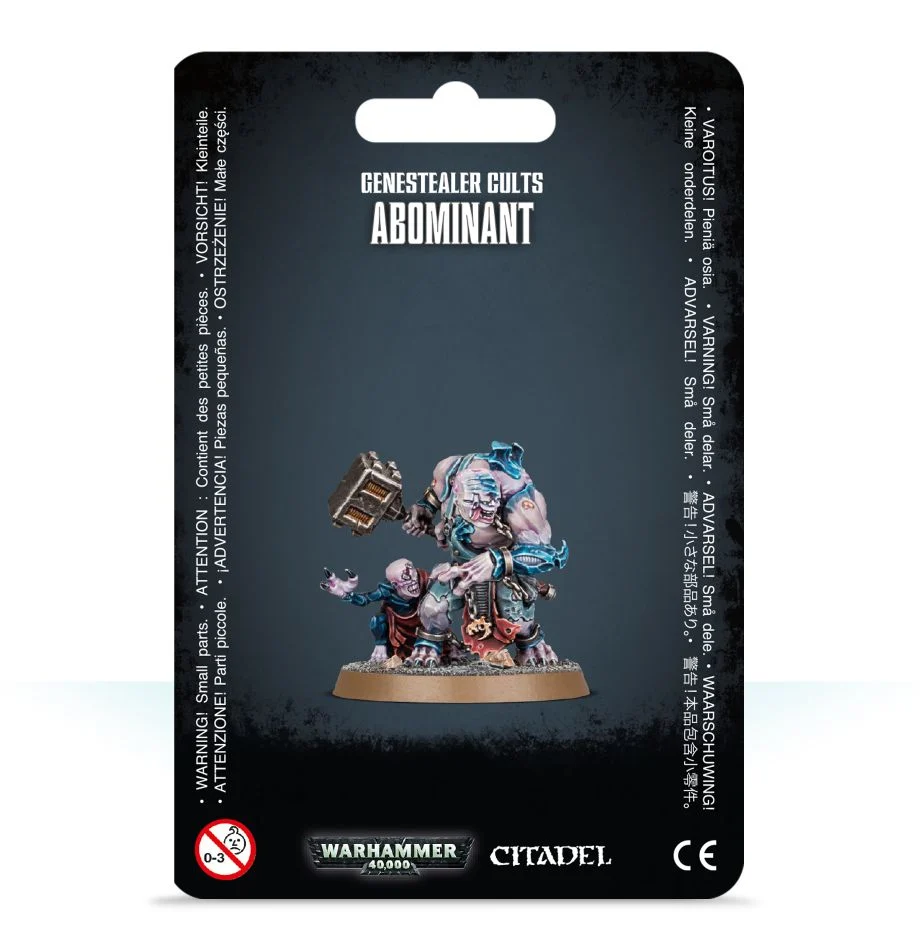 GENESTEALER CULTS
ABOMINANT
• WARNING! Small parts. • ATTENTION : Contient des petites pièces. • VORSICHT! Kleinteile.
• ATTENZIONE! Parti piccole. • ¡ADVERTENCIA! Piezas pequeñas. • OSTRZEŻENIE! Małe części.
• VAROITUS! Pieniä osia. • VARNING! Små delar. • ADVARSEL! Små dele. • WAARSCHUWING!
Kleine onderdelen. • ADVARSEL! Små deler. • 警告!小さな部品あり。• 警告!本品包含小零件。
0-3
WARHAMMER
40,000
CITADEL
CE